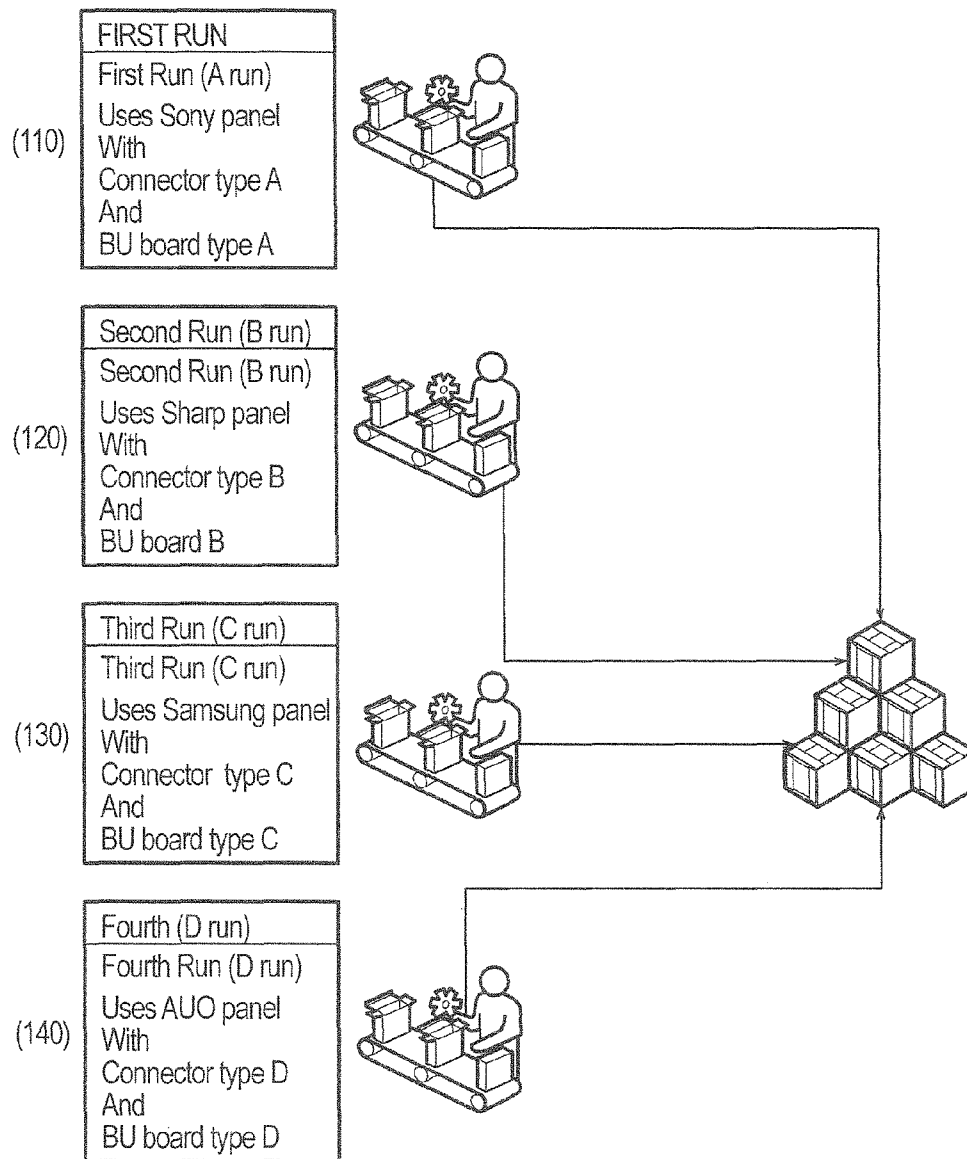 FIRST RUN
First Run (A run)
Uses Sony panel
With
Connector type A
And
BU board type A
(110)
Second Run (B run)
Second Run (B run)
Uses Sharp panel
With
Connector type B
And
BU board B
(120)
Third Run (C run)
Third Run (C run)
Uses Samsung panel
With
Connector type C
And
BU board type C
(130)
Fourth (D run)
Fourth Run (D run)
Uses AUO panel
With
Connector type D
And
BU board type D
(140)